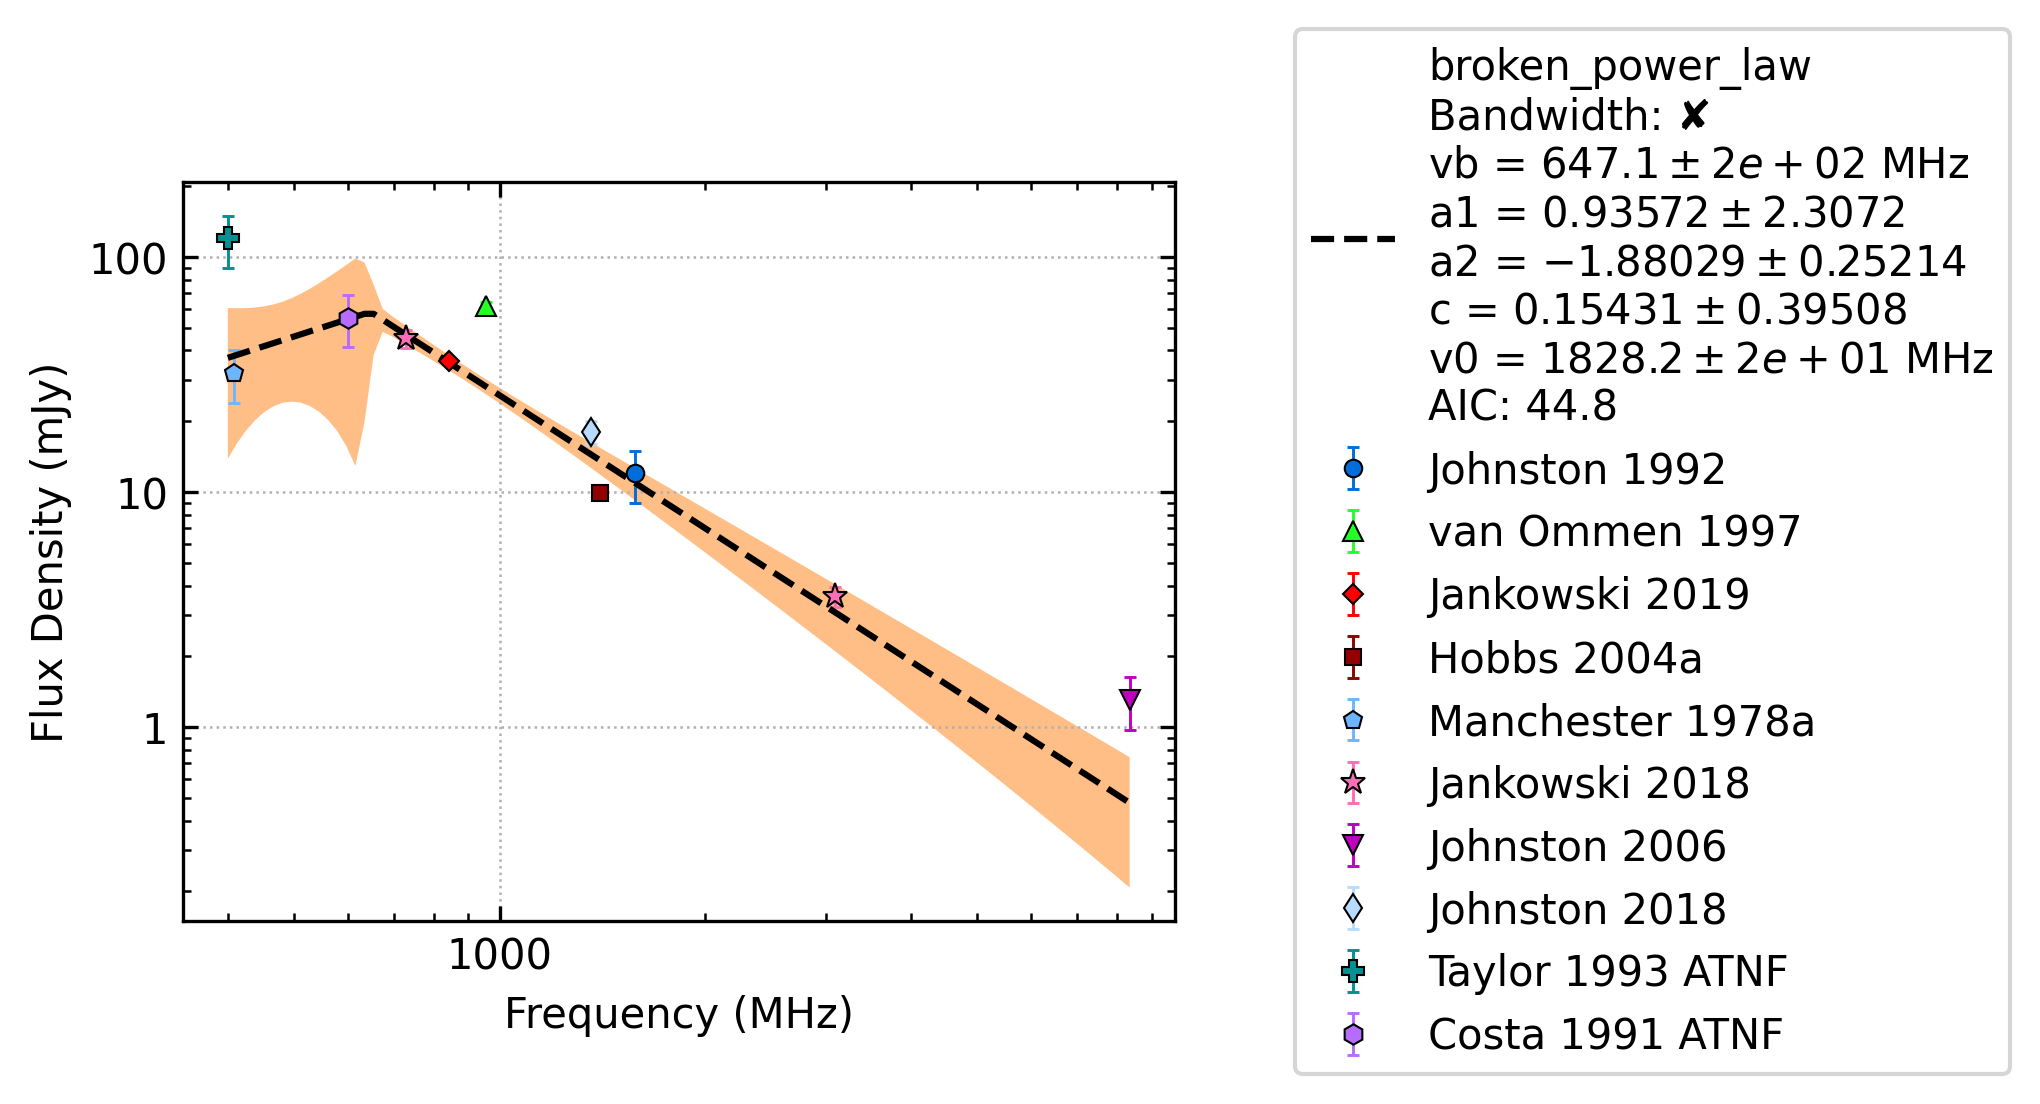 100
10
1
1000
Flux Density (mJy)
Frequency (MHz)
broken_power_law
Bandwidth: ✘
vb = 647.1 ± 2e + 02 MHz
a1 = 0.93572 ± 2.3072
a2 = −1.88029 ± 0.25214
c = 0.15431 ± 0.39508
v0 = 1828.2 ± 2e + 01 MHz
AIC: 44.8
Johnston 1992
van Ommen 1997
Jankowski 2019
Hobbs 2004a
Manchester 1978a
Jankowski 2018
Johnston 2006
Johnston 2018
Taylor 1993 ATNF
Costa 1991 ATNF